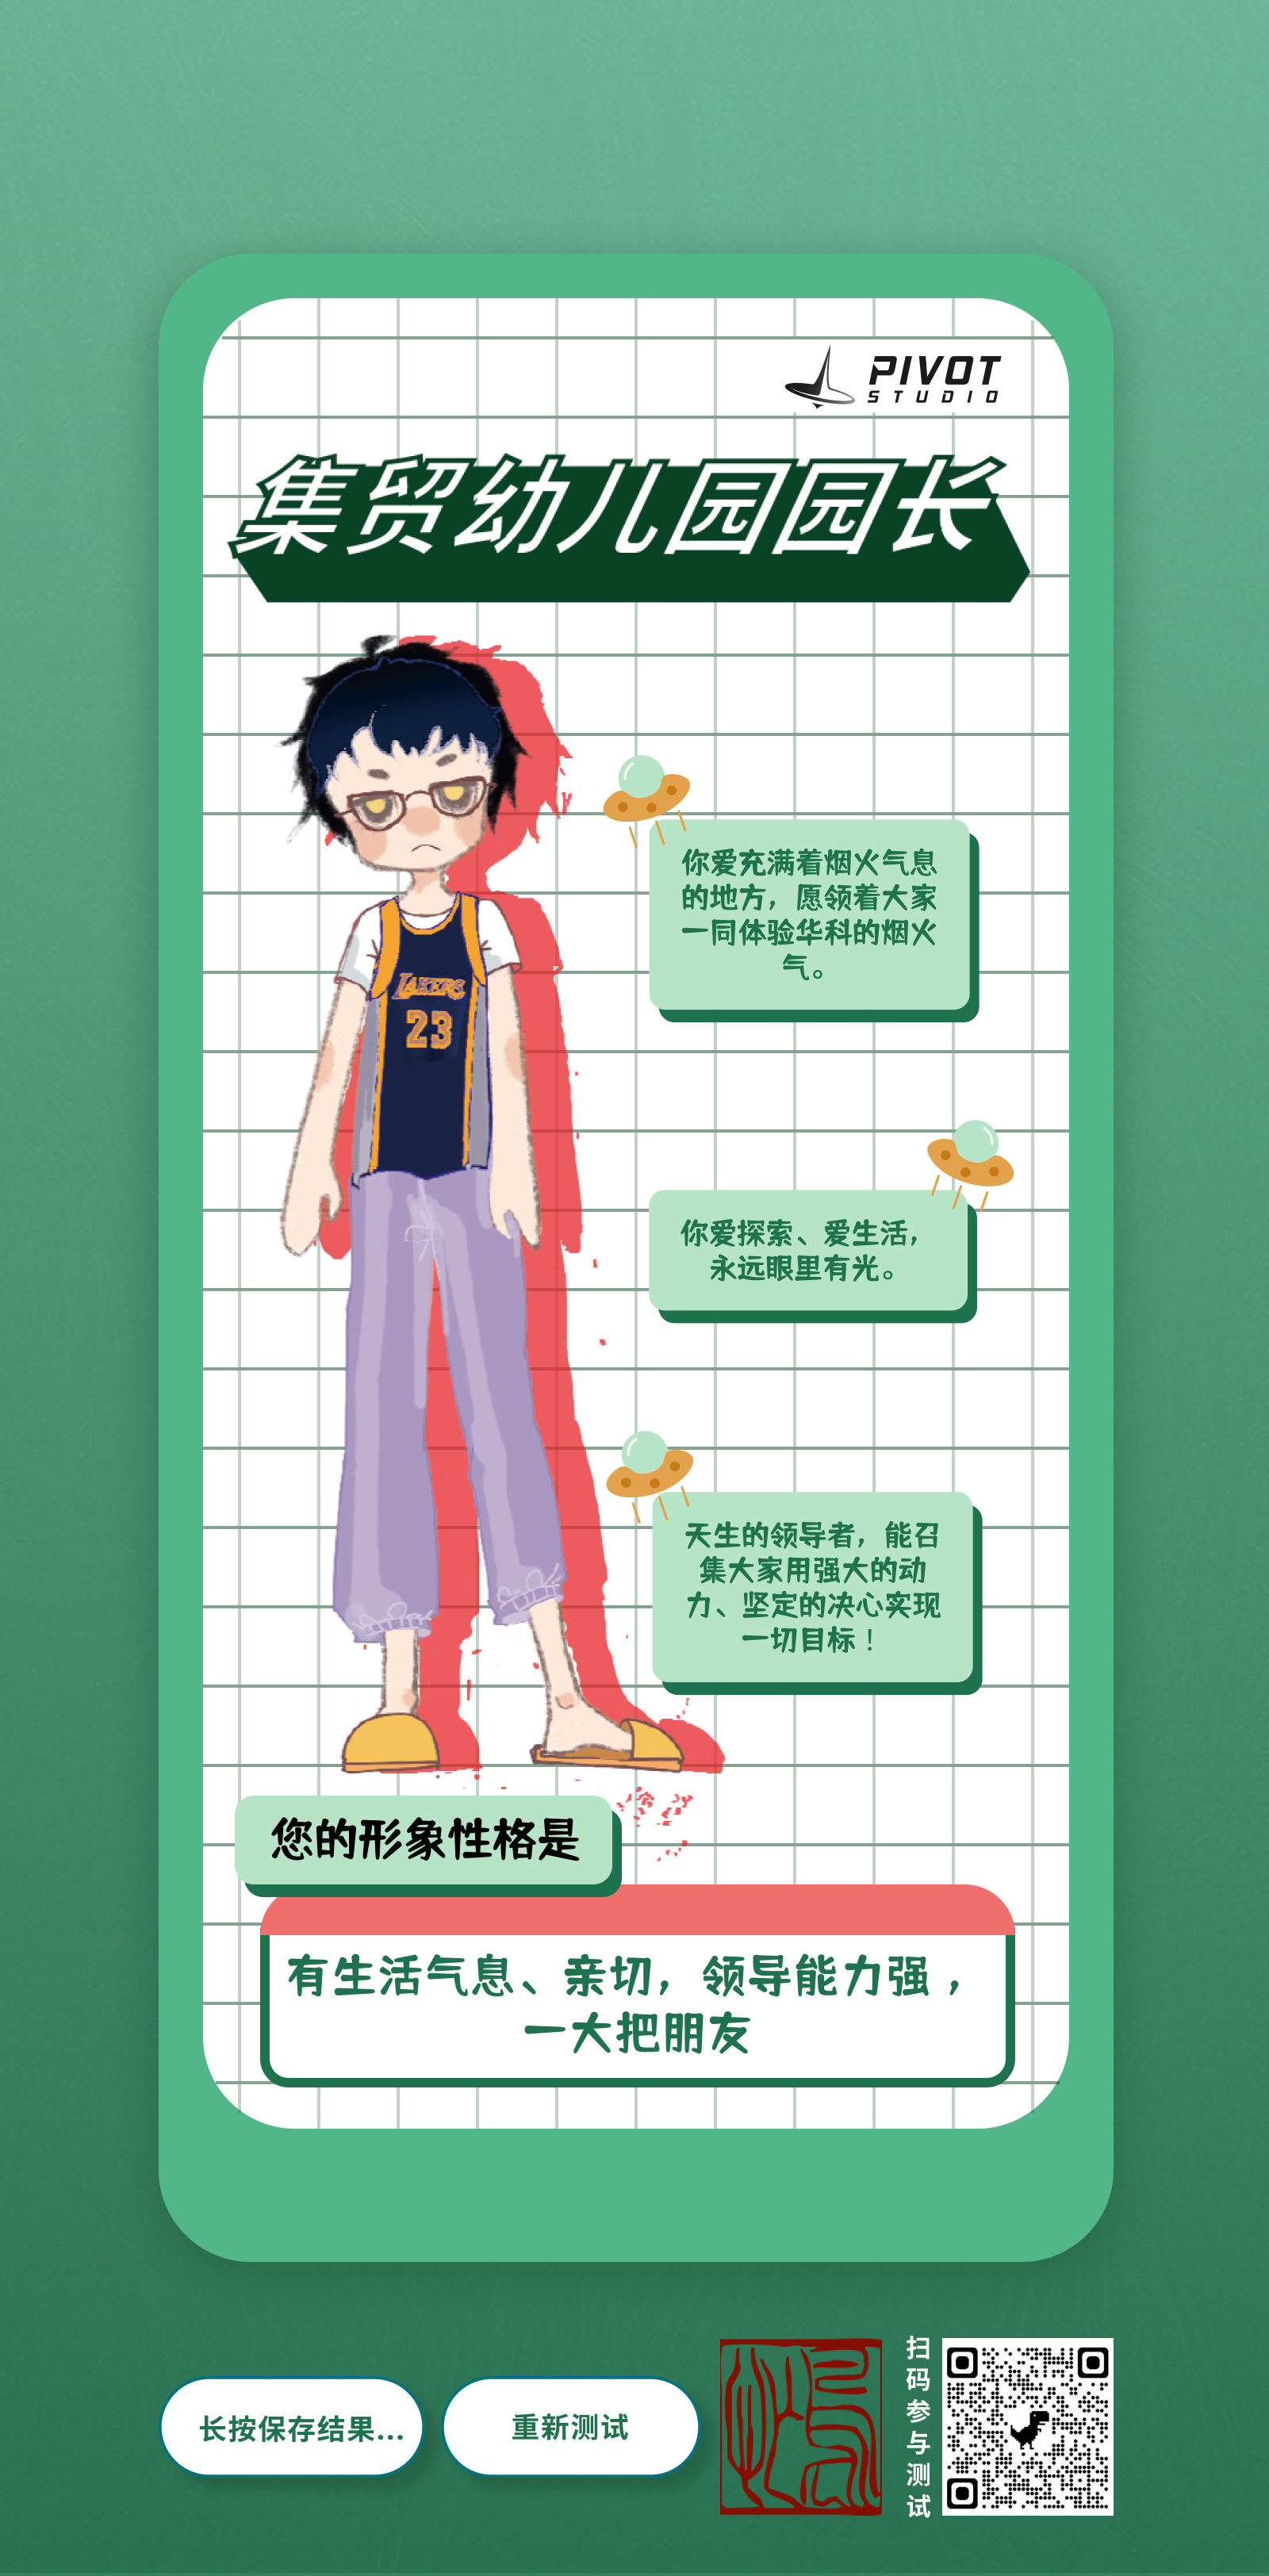 PIVOT
STUDIO
集贸幼儿园园长
LAKERS
23
你爱充满着烟火气息
的地方，愿领着大家
一同体验华科的烟火
气。
你爱探索、爱生活，
永远眼里有光。
天生的领导者，能召
集大家用强大的动
力、坚定的决心实现
一切目标！
您的形象性格是
有生活气息、亲切，领导能力强，
一大把朋友
长按保存结果...
重新测试
扫码参与测试